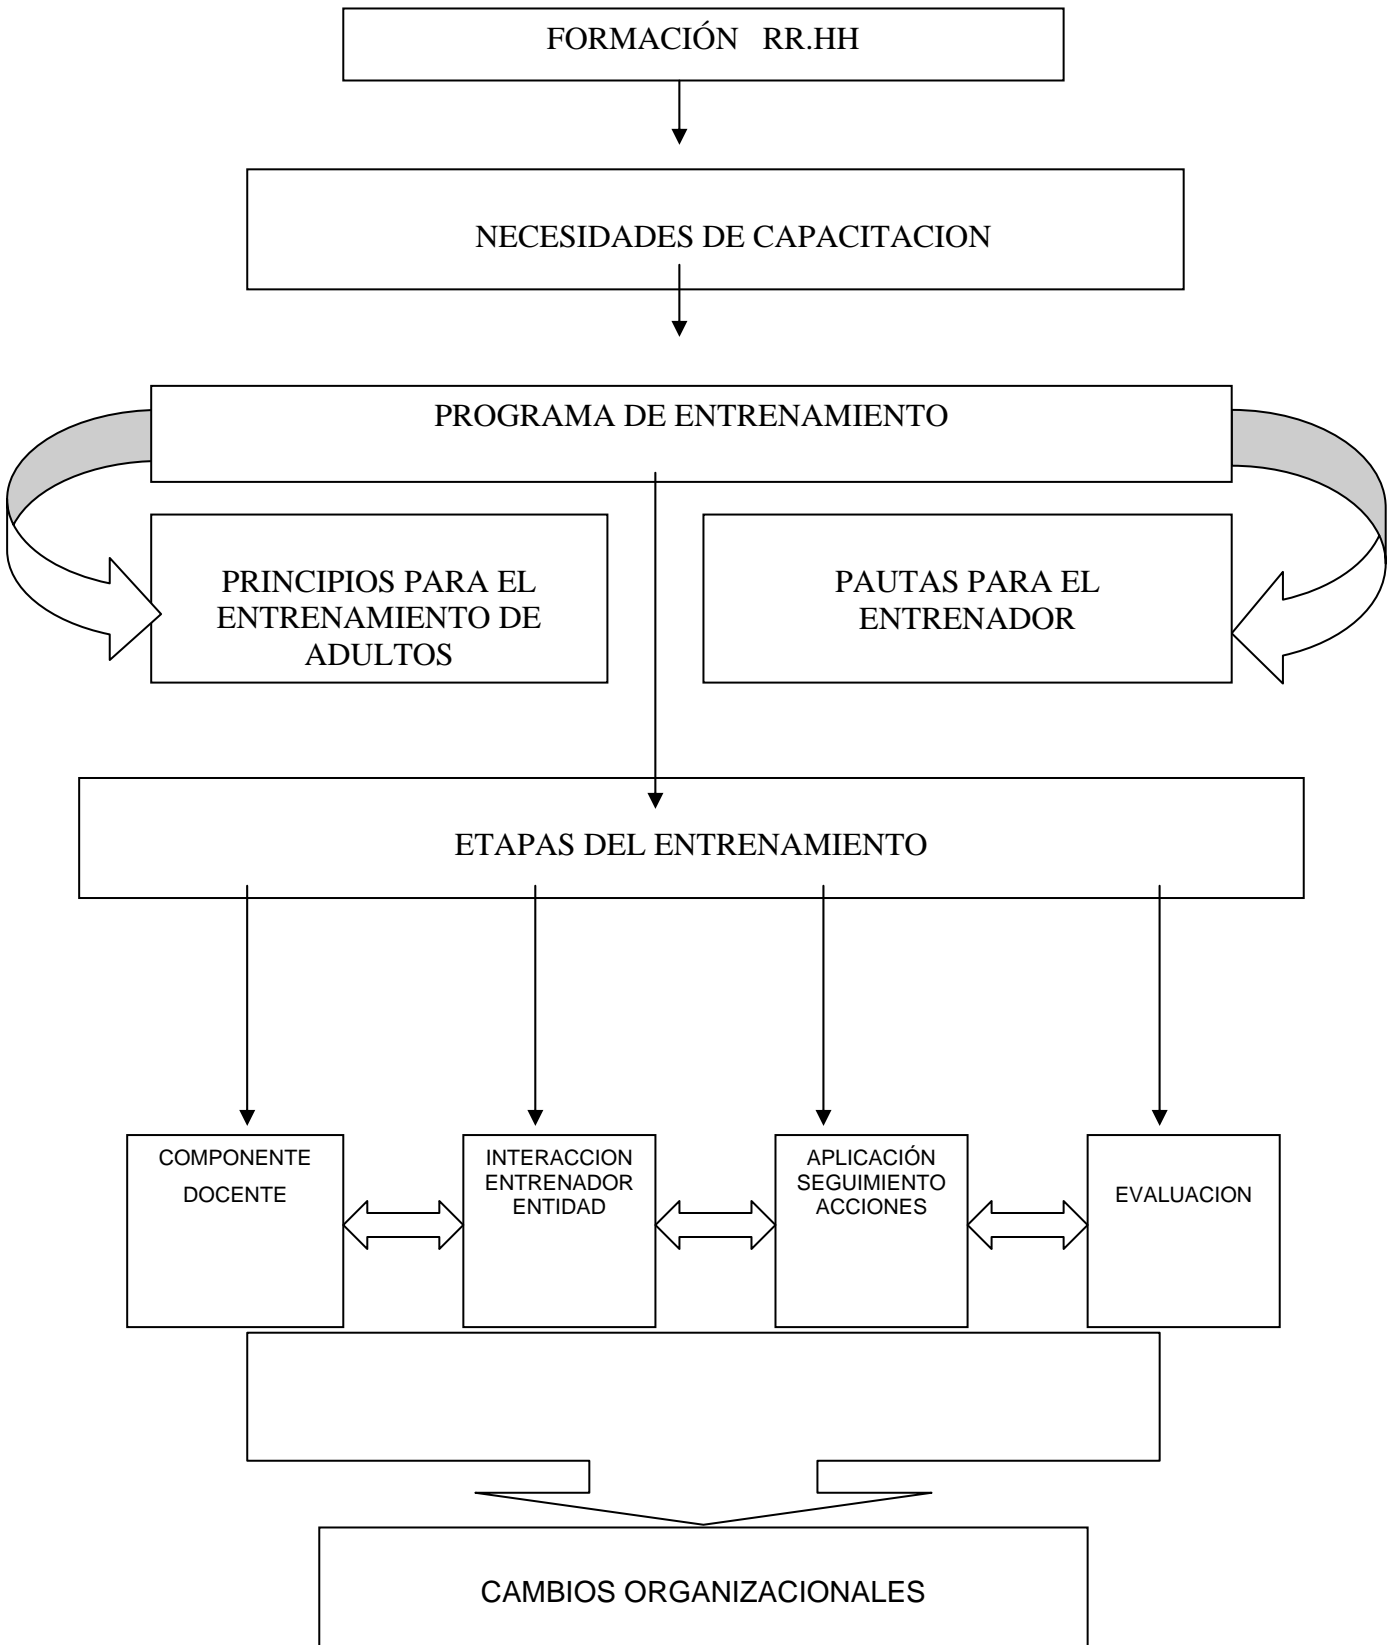 FORMACIÓN RR.HH
NECESIDADES DE CAPACITACION
PROGRAMA DE ENTRENAMIENTO
PRINCIPIOS PARA EL
ENTRENAMIENTO DE
ADULTOS
PAUTAS PARA EL
ENTRENADOR
ETAPAS DEL ENTRENAMIENTO
COMPONENTE
DOCENTE
INTERACCION
ENTRENADOR
ENTIDAD
APLICACIÓN
SEGUIMIENTO
ACCIONES
EVALUACION
CAMBIOS ORGANIZACIONALES